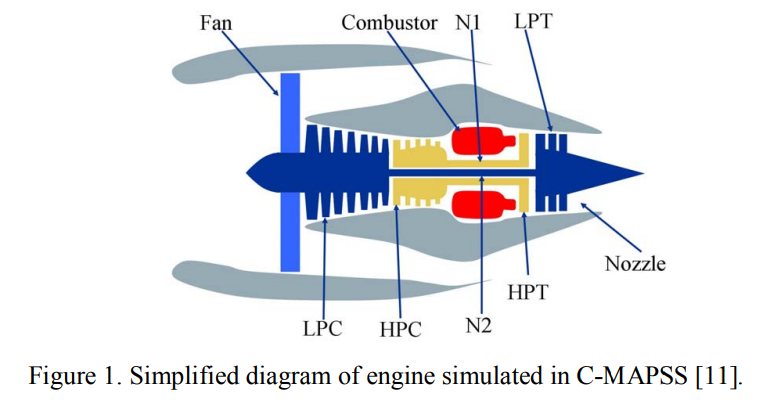 Fan Combustor N1 LPT
Nozzle
HPT
LPC HPC N2
Figure 1. Simplified diagram of engine simulated in C-MAPSS [11].